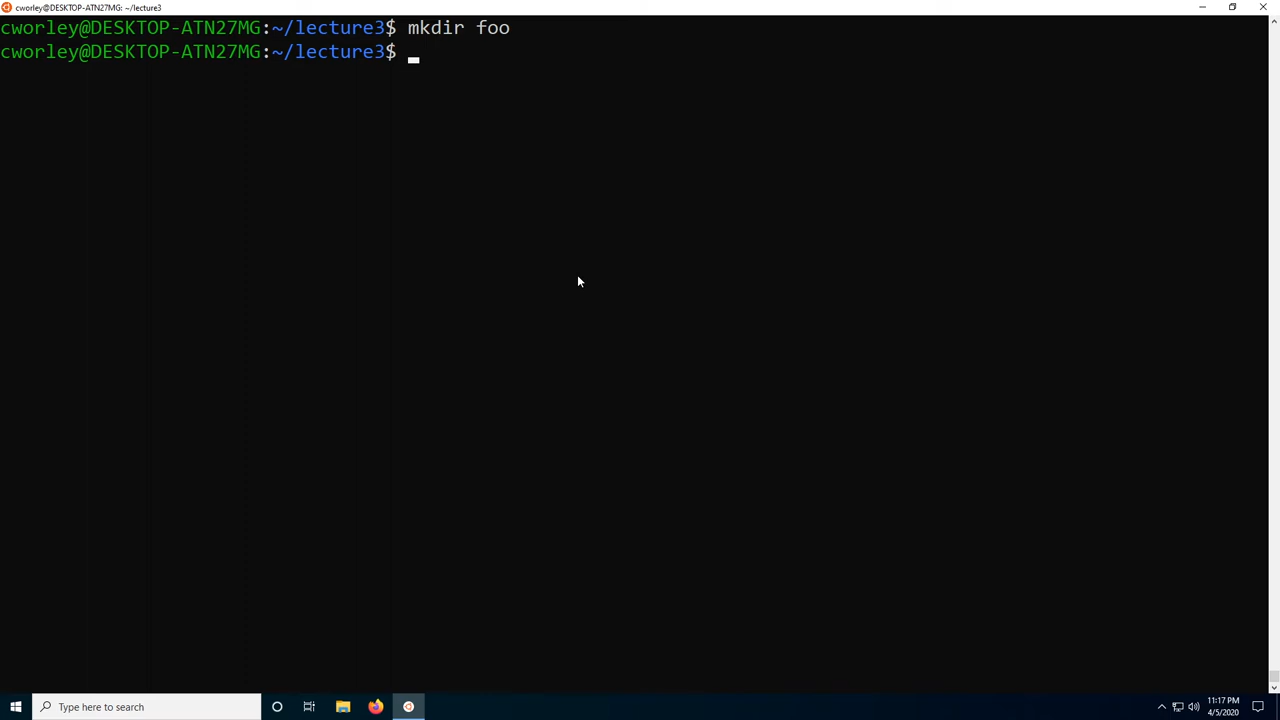 cworley@DESKTOP-ATN27MG: ~/lecture3
cworley@DESKTOP-ATN27MG:~/lecture3$ mkdir foo
cworley@DESKTOP-ATN27MG:~/lecture3$
Type here to search
11:17 PM
4/5/2020